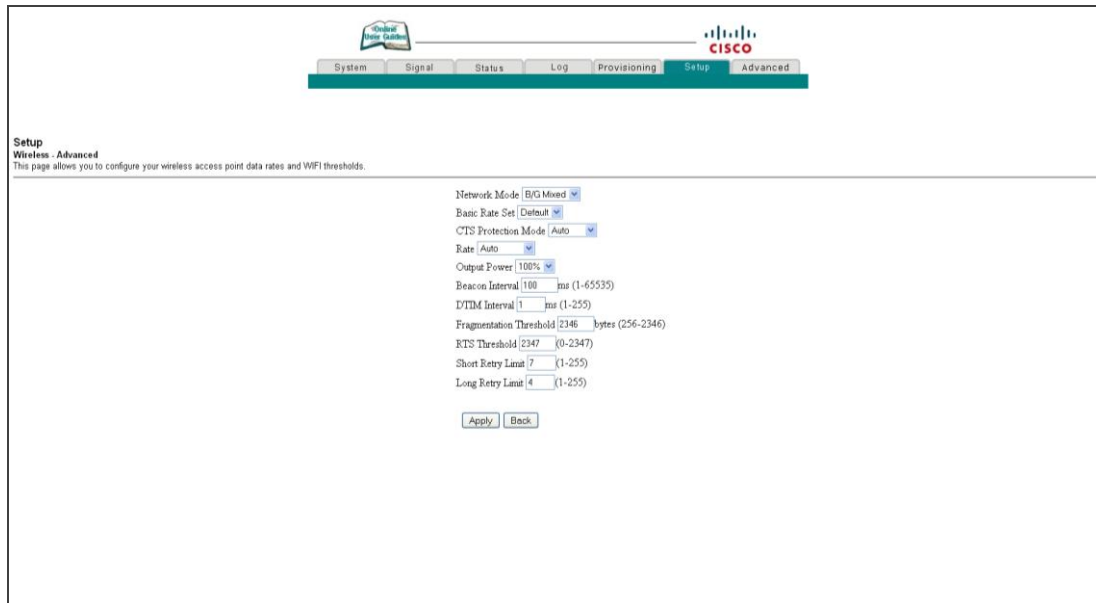 Online
User Guides
CISCO
System Signal Status Log Provisioning Setup Advanced
Setup
Wireless - Advanced
This page allows you to configure your wireless access point data rates and WIFI thresholds.
Network Mode B/G Mixed
Basic Rate Set Default
CTS Protection Mode Auto
Rate Auto
Output Power 100%
Beacon Interval 100 ms (1-65535)
DTIM Interval 1 ms (1-255)
Fragmentation Threshold 2346 bytes (256-2346)
RTS Threshold 2347 (0-2347)
Short Retry Limit 7 (1-255)
Long Retry Limit 4 (1-255)
Apply Back